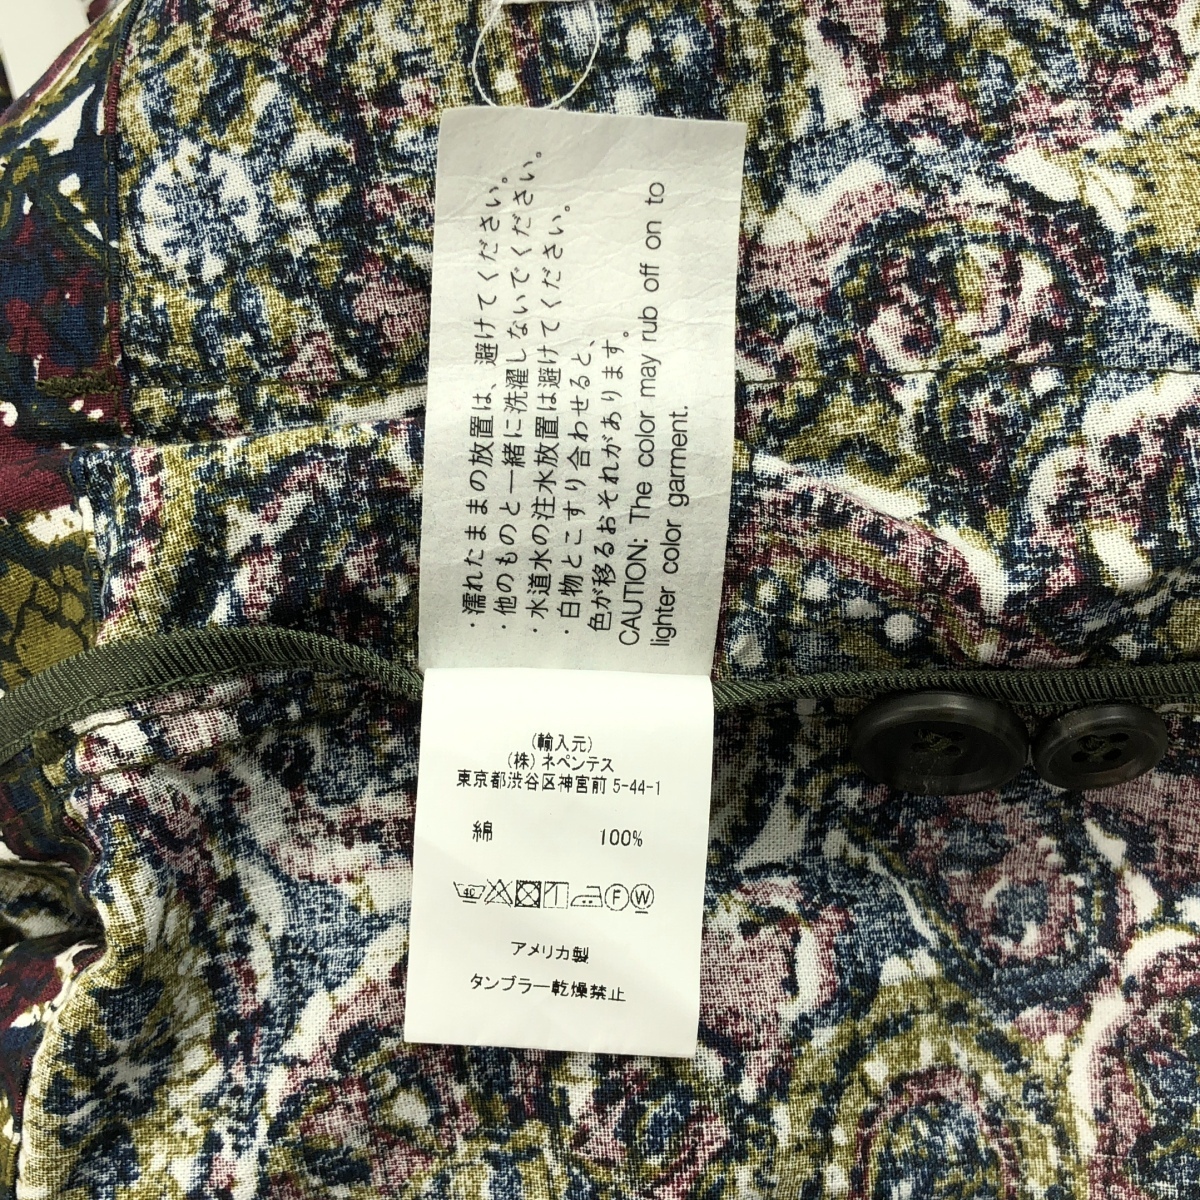 ・濡れたままの放置は、避けてください。
・他のものと一緒に洗濯しないでください。
・水道水の注水放置は避けてください。
・白物とこすり合わせると、
色が移るおそれがあります。
CAUTION: The color may rub off on to
lighter color garment.
(輸入元)
(株) ネペンテス
東京都渋谷区神宮前 5-44-1
綿 100%
40 F W
アメリカ製
タンブラー乾燥禁止